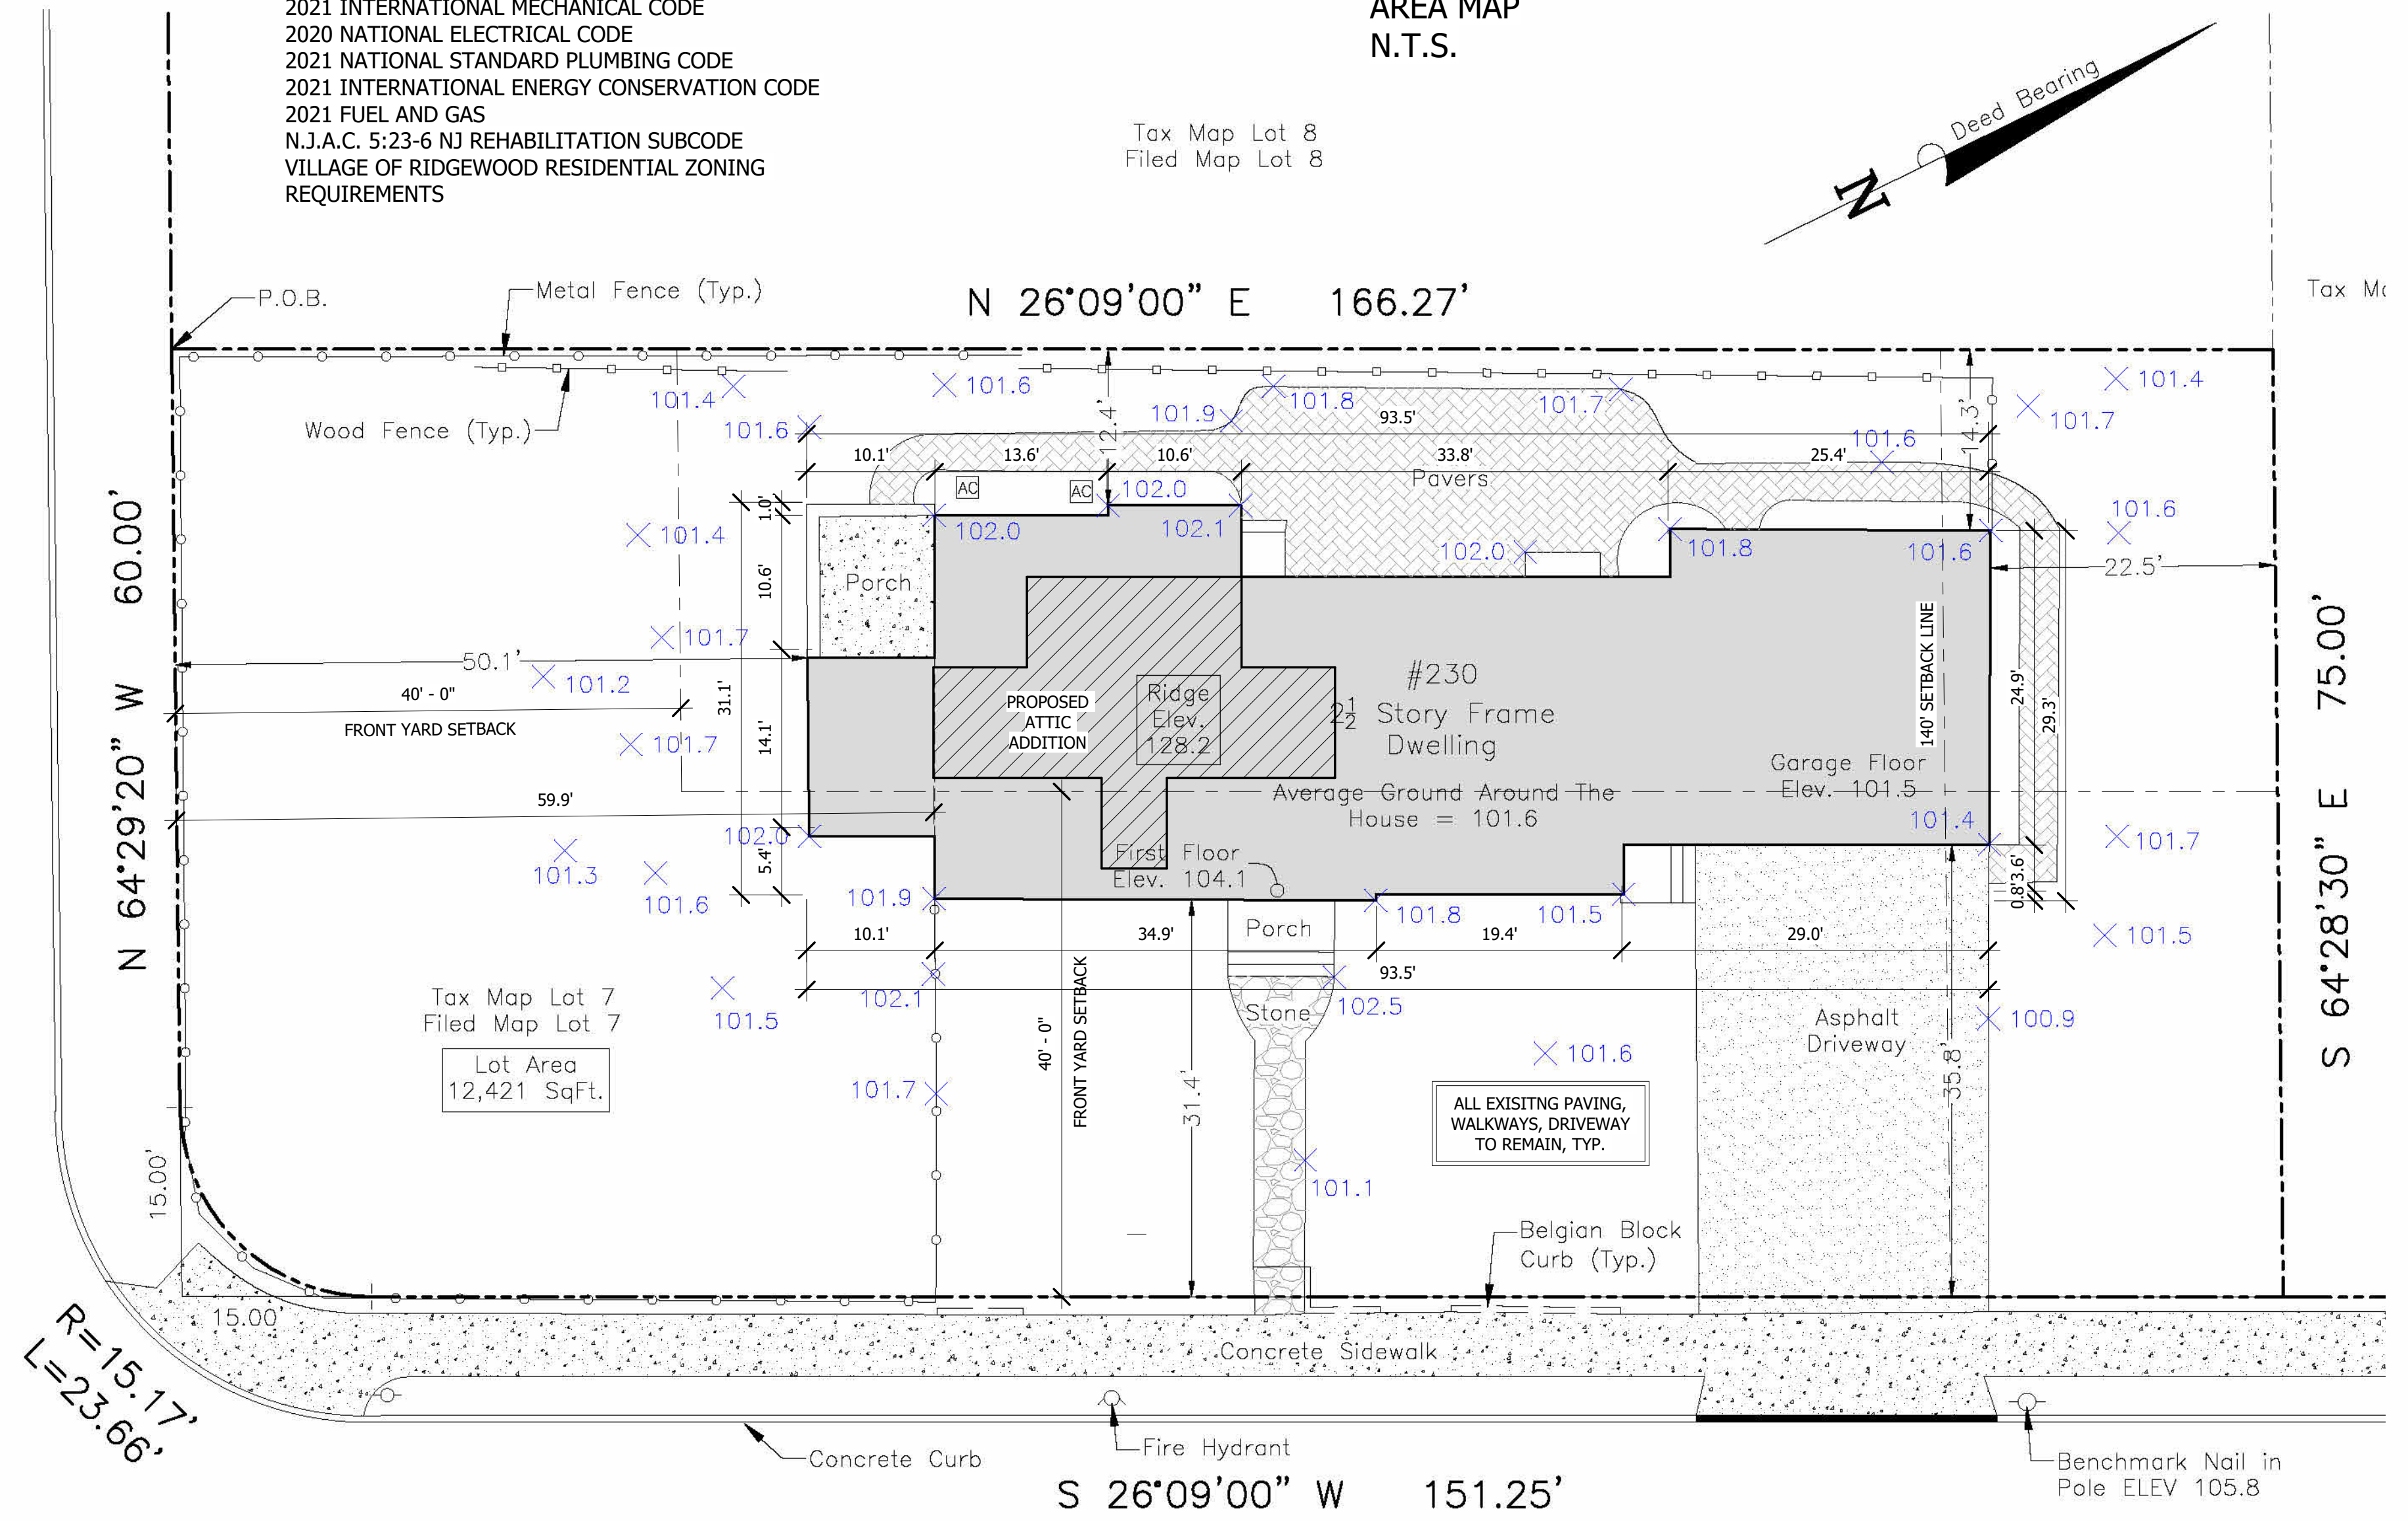 2021 INTERNATIONAL MECHANICAL CODE
2020 NATIONAL ELECTRICAL CODE
2021 NATIONAL STANDARD PLUMBING CODE
2021 INTERNATIONAL ENERGY CONSERVATION CODE
2021 FUEL AND GAS
N.J.A.C. 5:23-6 NJ REHABILITATION SUBCODE
VILLAGE OF RIDGEWOOD RESIDENTIAL ZONING
REQUIREMENTS
AREA MAP
N.T.S.
Tax Map Lot 8
Filed Map Lot 8
Deed Bearing
N
P.O.B.
Metal Fence (Typ.)
N 26°09'00" E 166.27'
Tax
Wood Fence (Typ.)
101.4
101.6
101.6
101.9
101.8
93.5'
101.7
101.6
101.4
101.7
12.4'
14.3'
10.1'
13.6'
10.6'
33.8'
25.4'
Pavers
AC
AC
102.0
102.0
102.1
102.0
101.8
101.6
101.6
22.5'
1.0'
10.6'
31.1'
14.1'
5.4'
101.4
Porch
101.7
50.1'
101.2
40' - 0"
FRONT YARD SETBACK
101.7
59.9'
102.0
101.3
101.6
101.9
N 64°29'20" W 60.00'
PROPOSED
ATTIC
ADDITION
Ridge
Elev.
128.2
#230
2½ Story Frame
Dwelling
Average Ground Around The
House = 101.6
First Floor
Elev. 104.1
Garage Floor
Elev. 101.5
140' SETBACK LINE
24.9'
29.3'
101.4
101.7
3.6'
0.8'
101.5
S 64°28'30" E 75.00'
101.8
101.5
Porch
10.1'
34.9'
19.4'
29.0'
93.5'
102.1
102.5
Stone
40' - 0"
FRONT YARD SETBACK
31.4'
35.8'
Tax Map Lot 7
Filed Map Lot 7
101.5
Lot Area
12,421 SqFt.
101.7
101.6
Asphalt
Driveway
100.9
ALL EXISITNG PAVING,
WALKWAYS, DRIVEWAY
TO REMAIN, TYP.
101.1
Belgian Block
Curb (Typ.)
15.00'
15.00'
R=15.17'
L=23.66'
Concrete Sidewalk
Concrete Curb
Fire Hydrant
Benchmark Nail in
Pole ELEV 105.8
S 26°09'00" W 151.25'